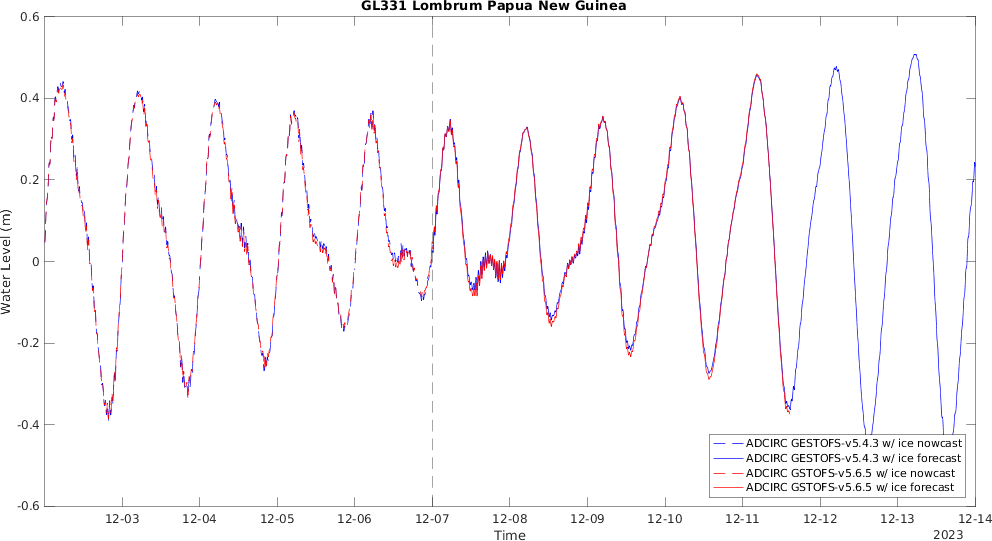 GL331 Lombrum Papua New Guinea
0.6
0.4
0.2
0
-0.2
-0.4
-0.6
Water Level (m)
12-03
12-04
12-05
12-06
12-07
12-08
12-09
12-10
12-11
12-12
12-13
12-14
Time
2023
ADCIRC GESTOFS-v5.4.3 w/ ice nowcast
ADCIRC GESTOFS-v5.4.3 w/ ice forecast
ADCIRC GSTOFS-v5.6.5 w/ ice nowcast
ADCIRC GSTOFS-v5.6.5 w/ ice forecast